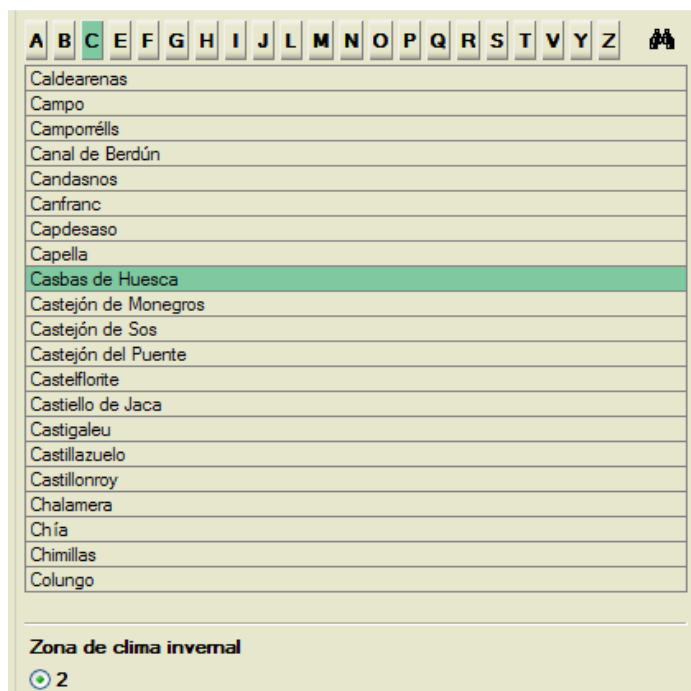 A B C E F G H I J L M N O P Q R S T V Y Z
Caldearenas
Campo
Camporrélls
Canal de Berdún
Candasnos
Canfranc
Capdesaso
Capella
Casbas de Huesca
Castejón de Monegros
Castejón de Sos
Castejón del Puente
Castelflorite
Castiello de Jaca
Castigaleu
Castillazuelo
Castillonroy
Chalamera
Chía
Chimillas
Colungo
Zona de clima invernal
2